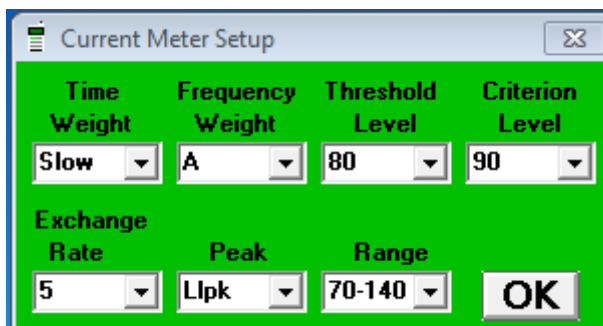 Current Meter Setup
Time Frequency Threshold Criterion
Weight Weight Level Level
Slow A 80 90
Exchange
Rate Peak Range
5 LIpk 70-140 OK